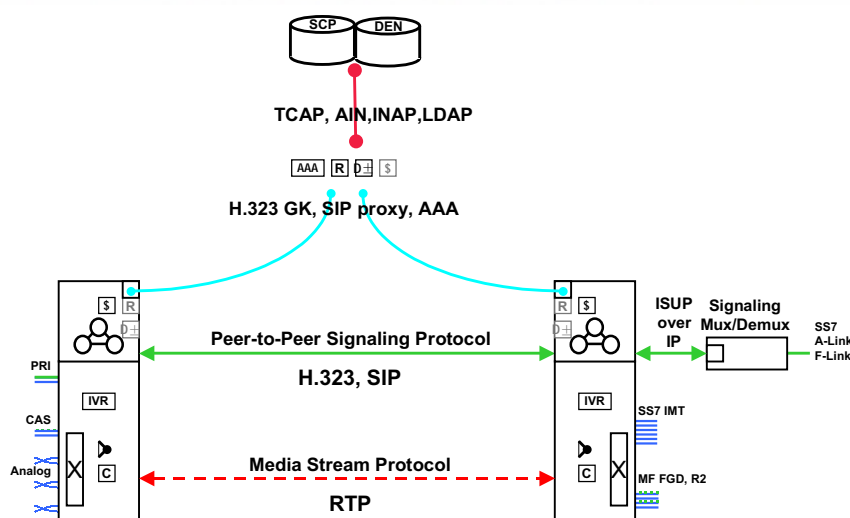 SCP DEN
TCAP, AIN,INAP,LDAP
AAA R D± $
H.323 GK, SIP proxy, AAA
$ R
D±
R $
D±
ISUP
over
IP
Signaling
Mux/Demux
SS7
A-Link
F-Link
Peer-to-Peer Signaling Protocol
H.323, SIP
PRI
CAS
Analog
IVR
X
C
Media Stream Protocol
RTP
IVR
C
X
SS7 IMT
MF FGD, R2